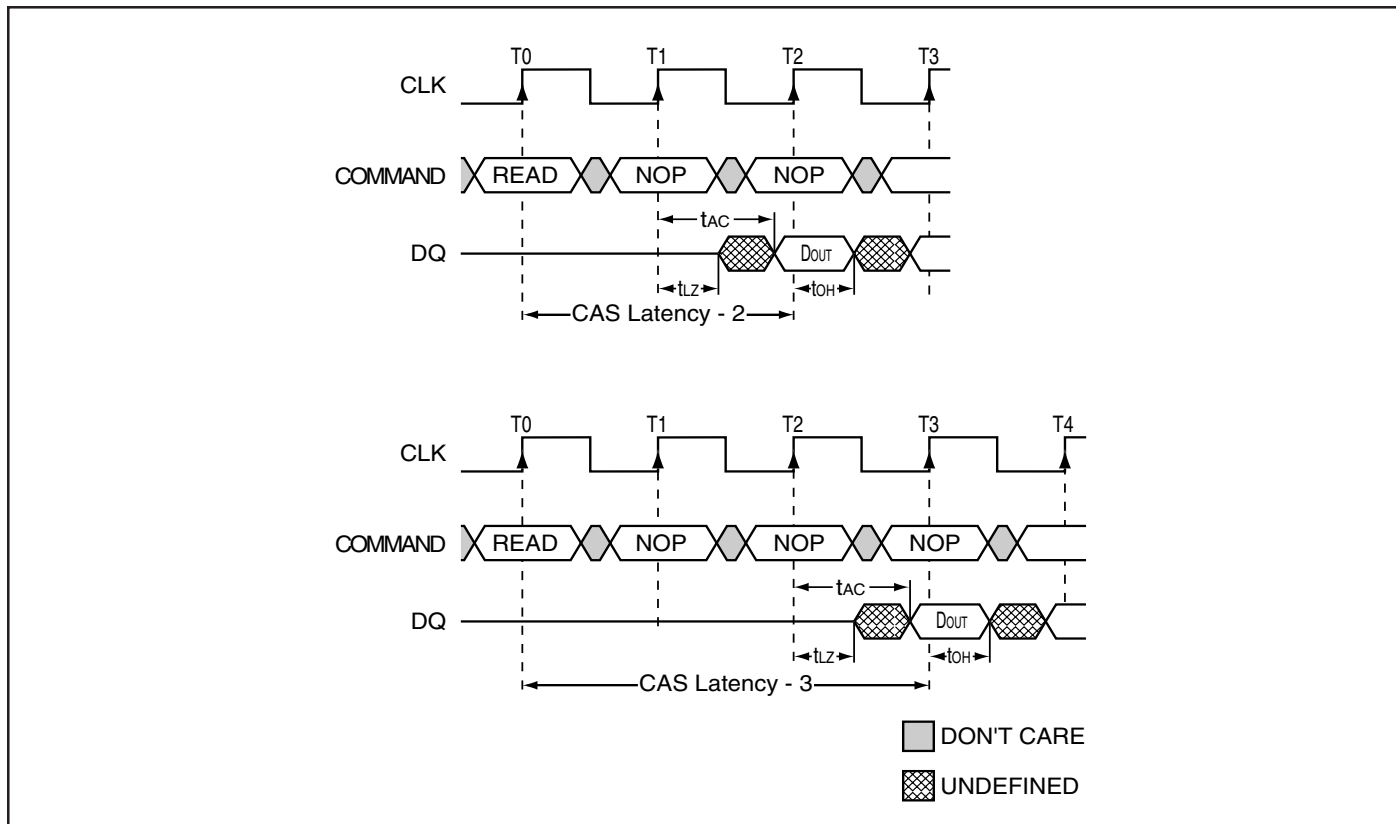 T0 T1 T2 T3
CLK
COMMAND READ NOP NOP
tAC
DQ DOUT
tLZ tOH
CAS Latency - 2
T0 T1 T2 T3 T4
CLK
COMMAND READ NOP NOP NOP
tAC
DQ DOUT
tLZ tOH
CAS Latency - 3
DON'T CARE
UNDEFINED